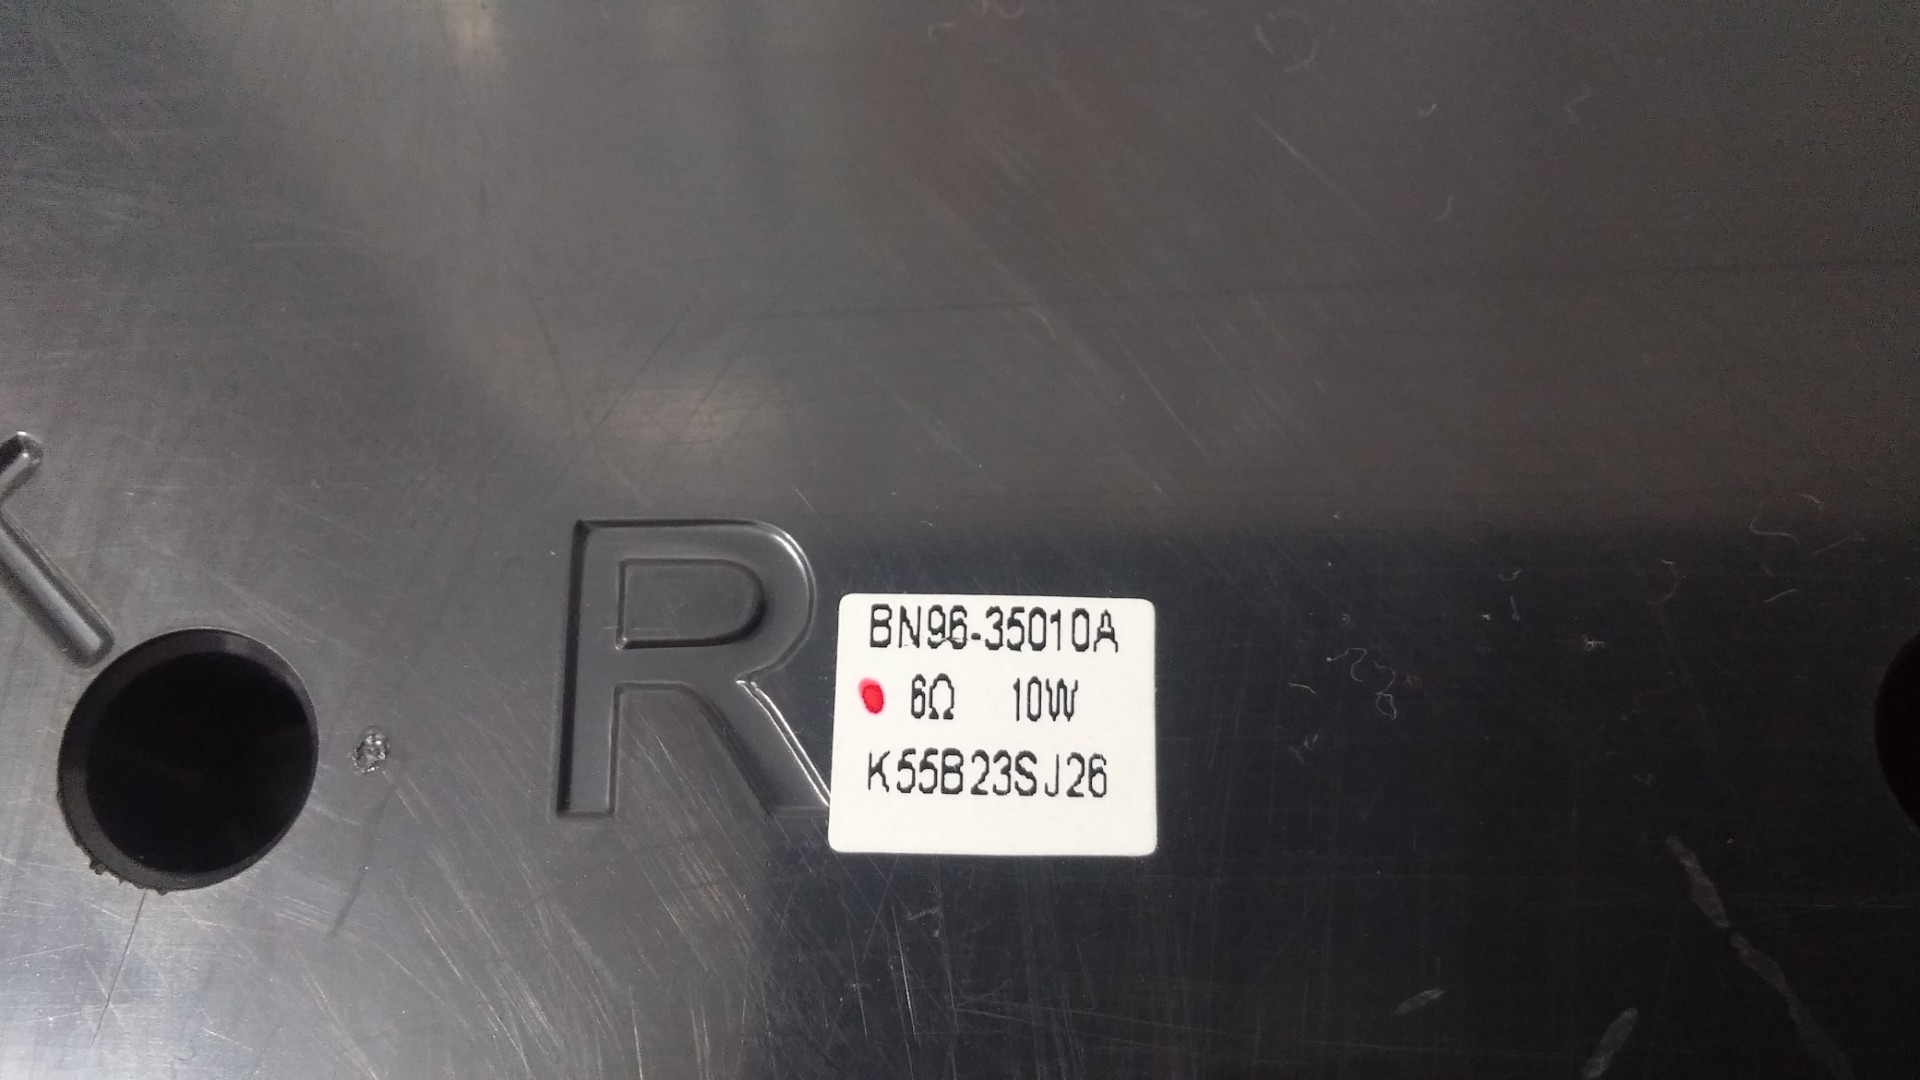 R
BN96-35010A
6Ω 10W
K55B23SJ26